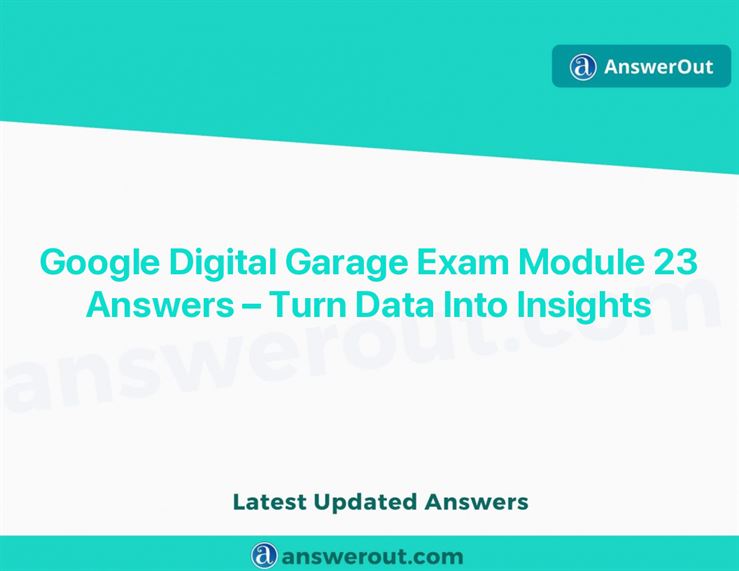 AnswerOut
Google Digital Garage Exam Module 23
Answers – Turn Data Into Insights
answerout.com
Latest Updated Answers
answerout.com